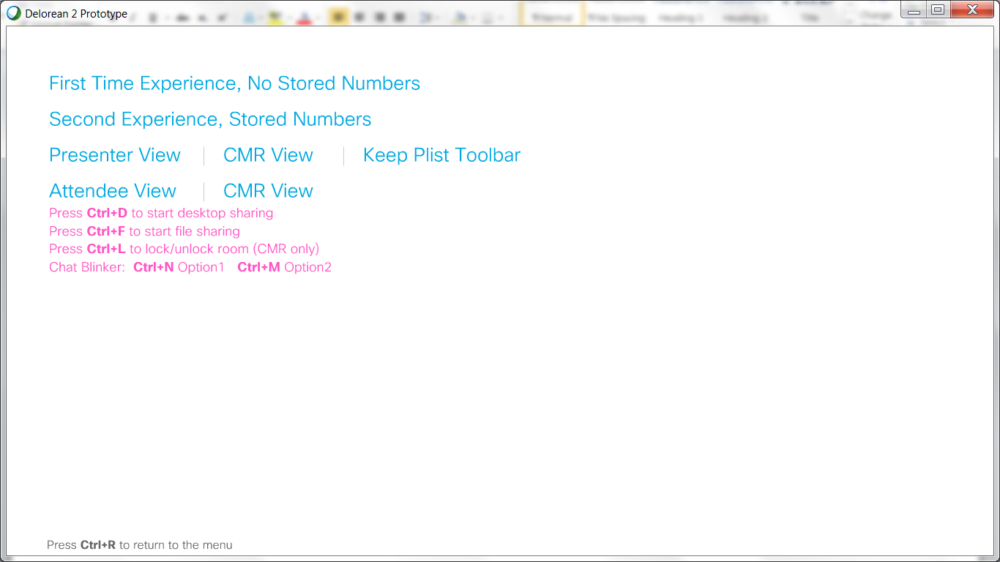 Delorean 2 Prototype
First Time Experience, No Stored Numbers
Second Experience, Stored Numbers
Presenter View | CMR View | Keep Plist Toolbar
Attendee View | CMR View
Press Ctrl+D to start desktop sharing
Press Ctrl+F to start file sharing
Press Ctrl+L to lock/unlock room (CMR only)
Chat Blinker: Ctrl+N Option1 Ctrl+M Option2
Press Ctrl+R to return to the menu